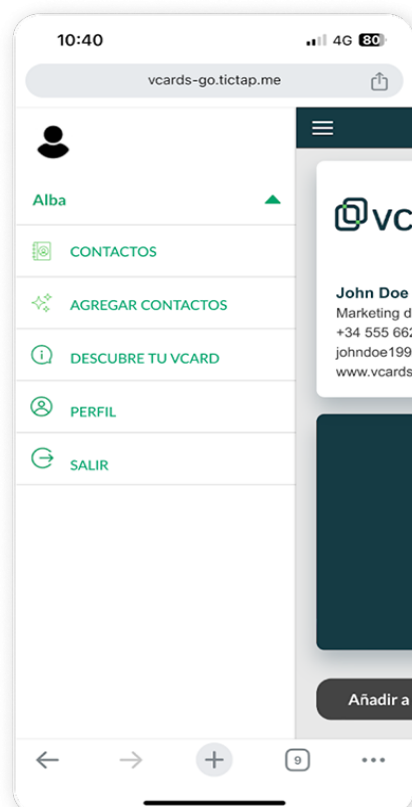 10:40
4G 80
vcards-go.tictap.me
Alba
CONTACTOS
AGREGAR CONTACTOS
DESCUBRE TU VCARD
PERFIL
SALIR
vc
John Doe
Marketing d
+34 555 662
johndoe199
www.vcards
Añadir a
9